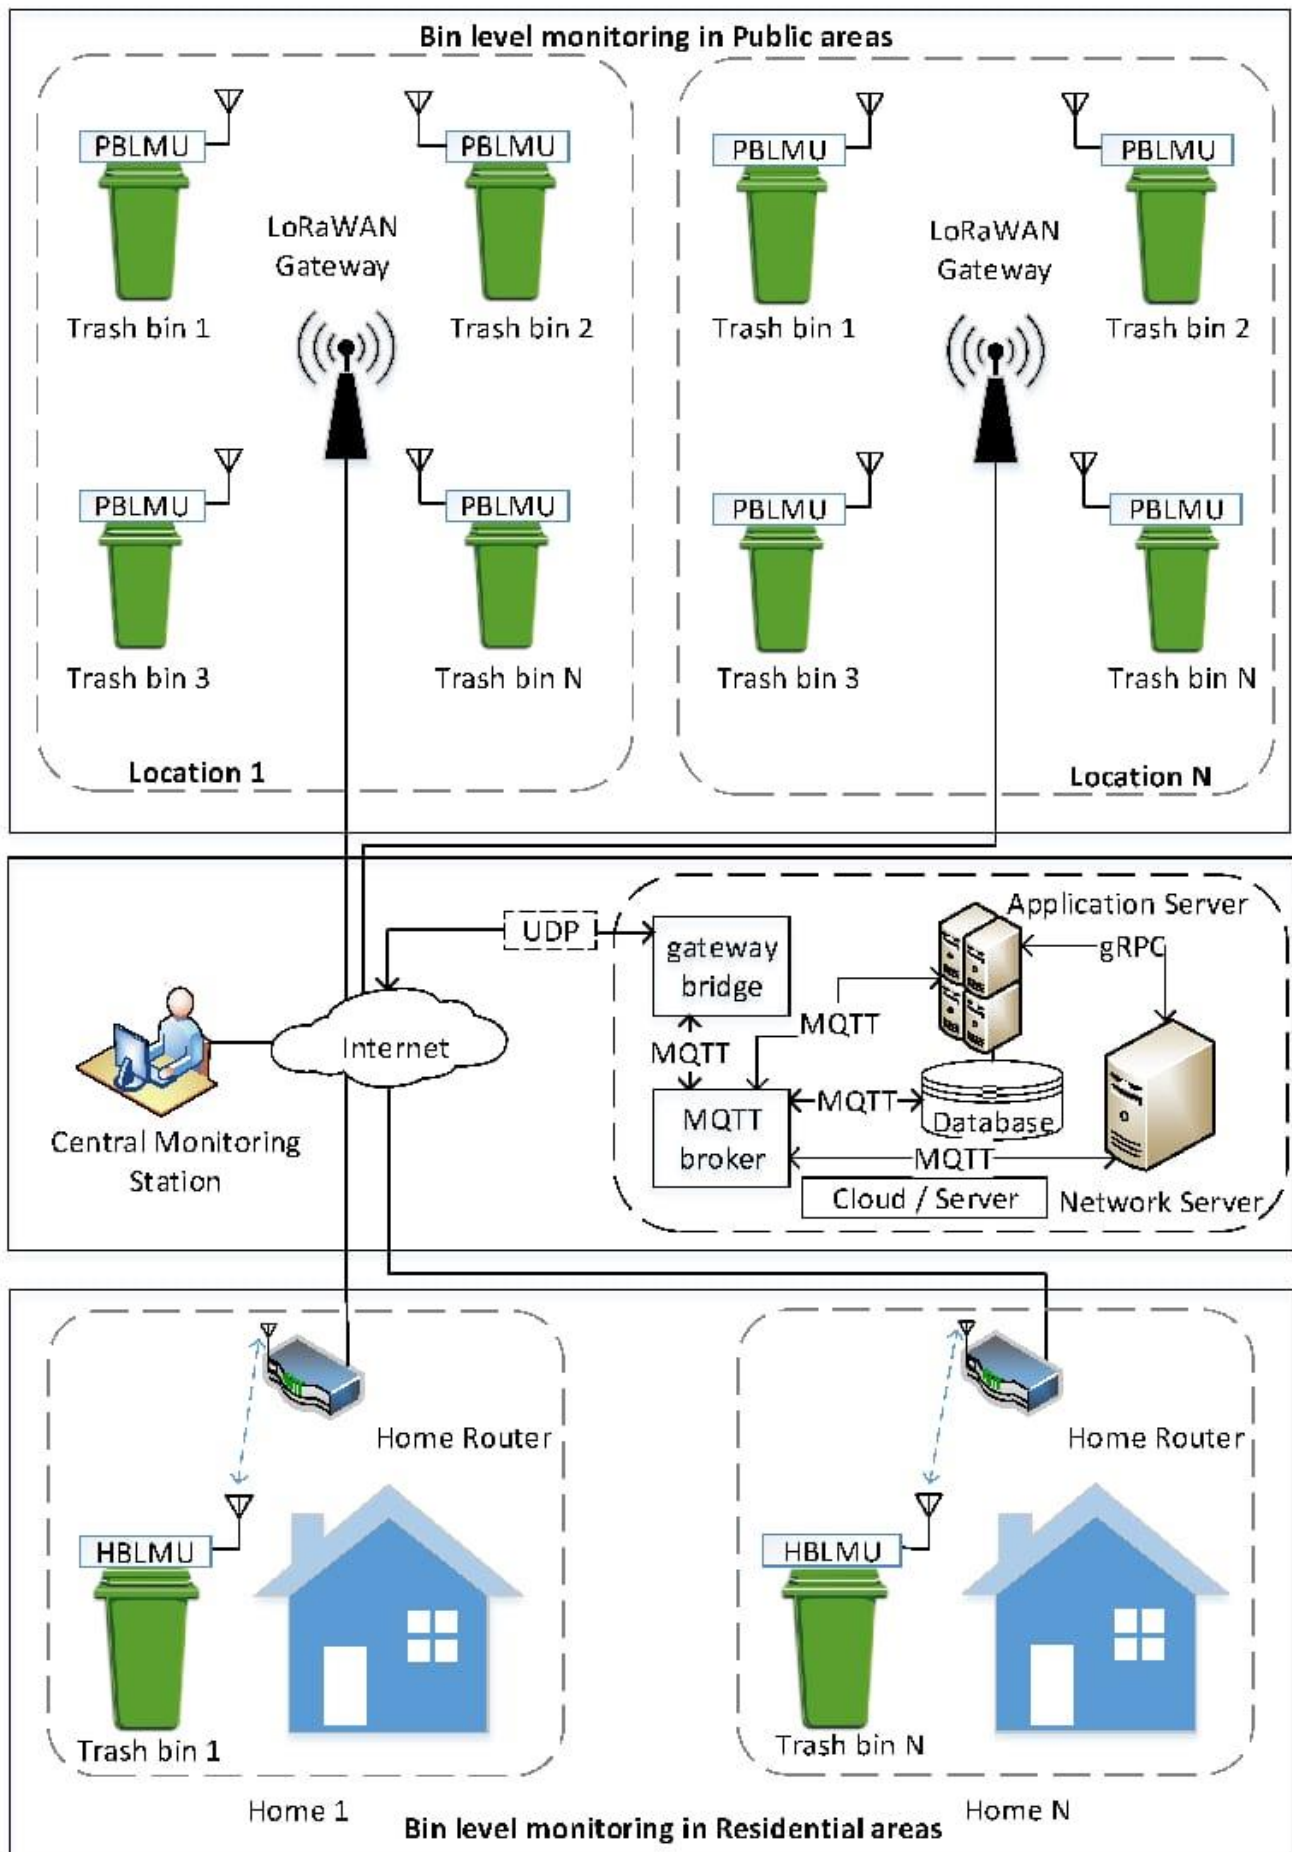 Bin level monitoring in Public areas
PBLMU
PBLMU
LoRaWAN
Gateway
Trash bin 1
Trash bin 2
PBLMU
PBLMU
Trash bin 3
Trash bin N
Location 1
PBLMU
PBLMU
LoRaWAN
Gateway
Trash bin 1
Trash bin 2
PBLMU
PBLMU
Trash bin 3
Trash bin N
Location N
Central Monitoring
Station
Internet
UDP
gateway
bridge
Application Server
gRPC
MQTT
MQTT
MQTT
broker
MQTT
Database
MQTT
Cloud / Server
Network Server
Home Router
HBLMU
Trash bin 1
Home 1
Home Router
HBLMU
Trash bin N
Home N
Bin level monitoring in Residential areas